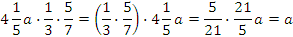 4 1/5 a · 1/3 · 5/7 = (1/3 · 5/7) · 4 1/5 a = 5/21 · 21/5 a = a